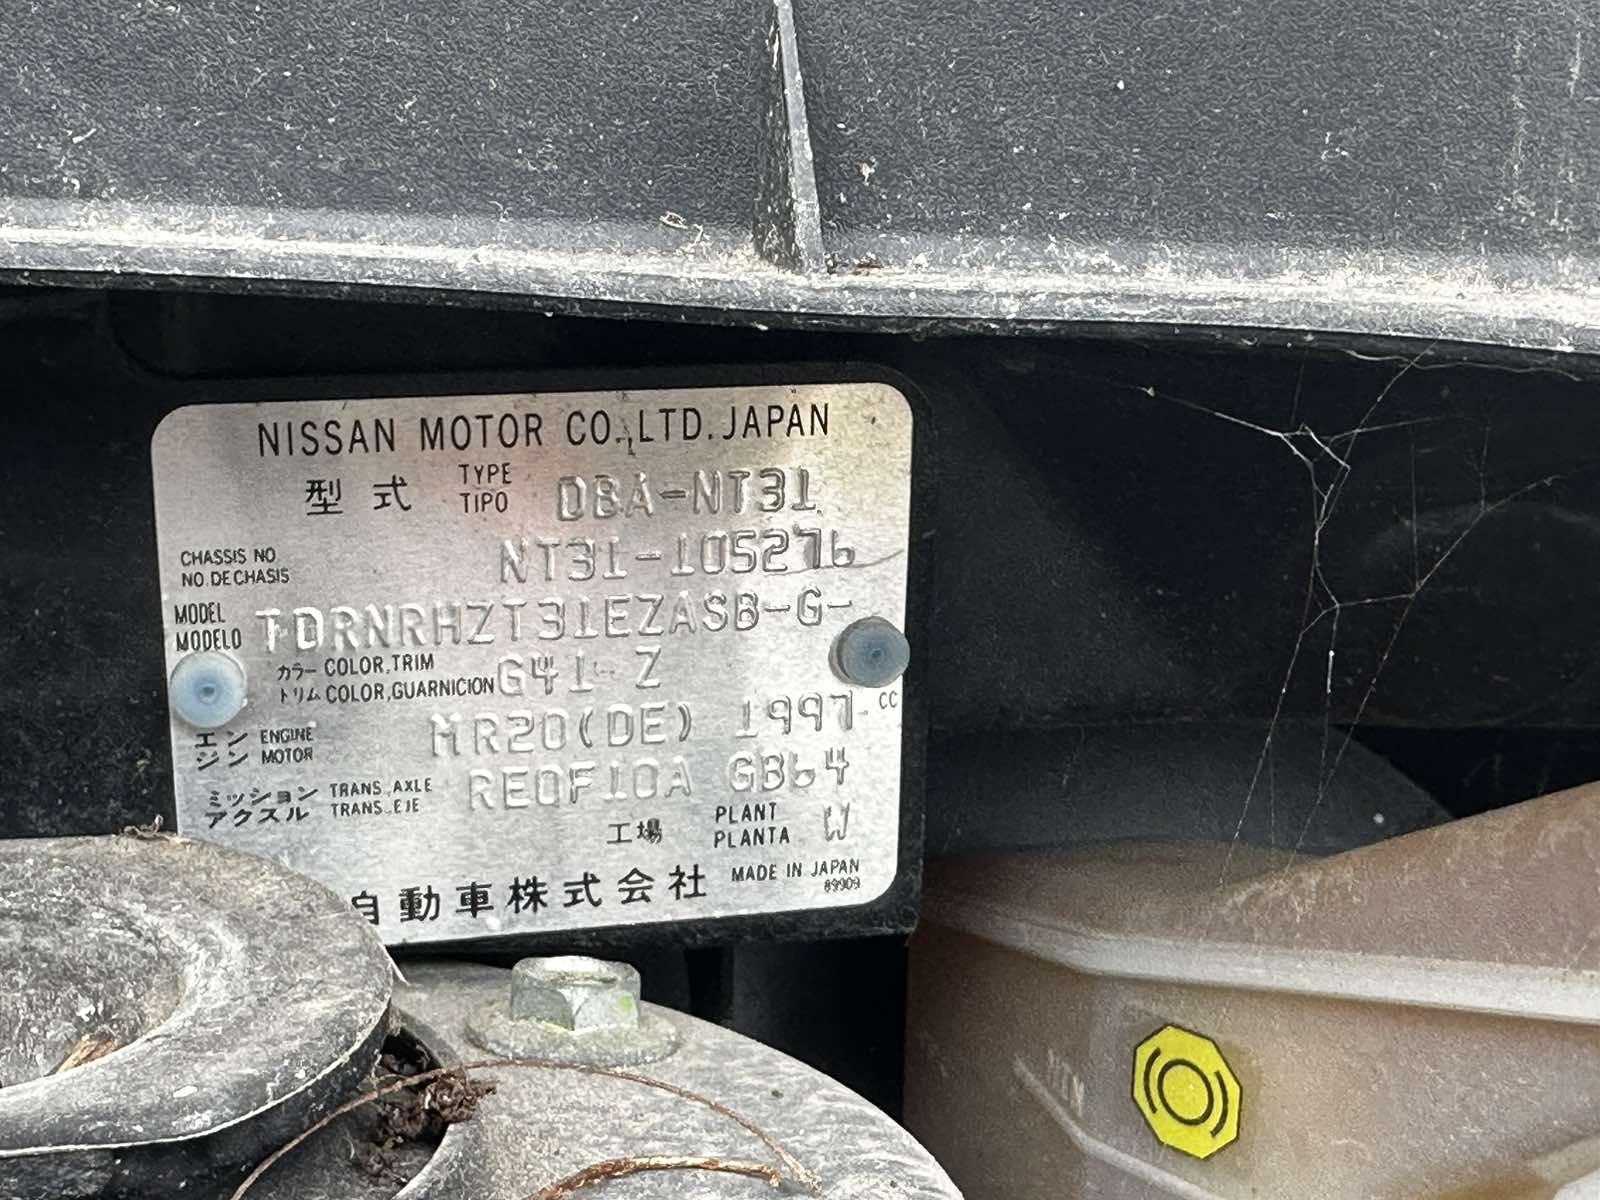 NISSAN MOTOR CO.,LTD.JAPAN
型式 TYPE TIPO DBA-NT31
CHASSIS NO. NO.DE CHASIS NT31-105276
MODEL MODELO TDRNRHZT31EZASB-G-
カラー COLOR,TRIM
トリム COLOR,GUARNICION G41- Z
エンジン ENGINE MOTOR MR20(DE) 1997 CC
ミッション TRANS.,AXLE
アクスル TRANS.,EJE RE0F10A GB64
工場 PLANT PLANTA W
自動車株式会社 MADE IN JAPAN
89909
MIN